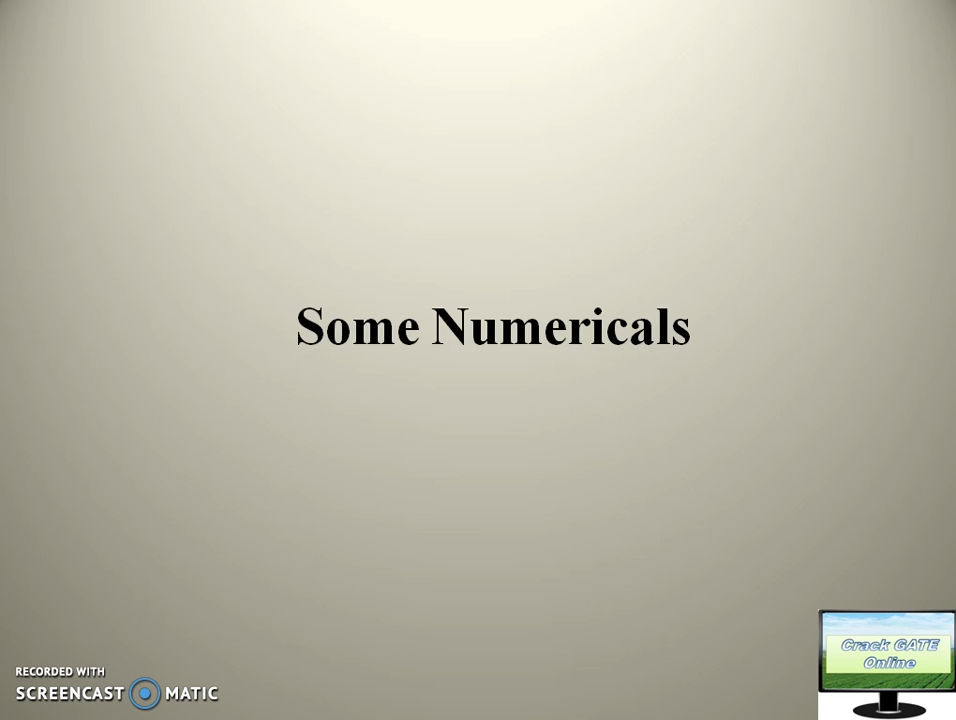 Some Numericals
Crack GATE
Online
RECORDED WITH
SCREENCAST MATIC